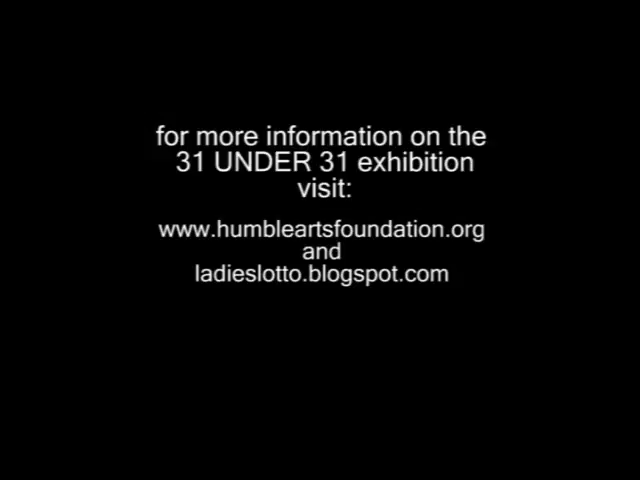 for more information on the
31 UNDER 31 exhibition
visit:
www.humbleartsfoundation.org
and
ladieslotto.blogspot.com